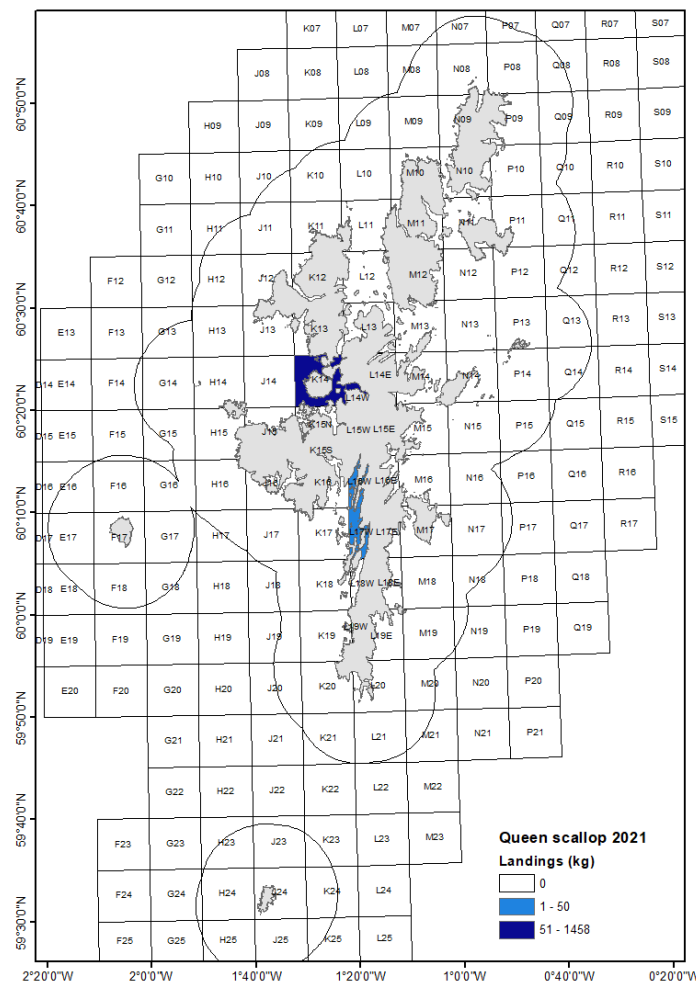 K07 L07 M07 N07 P07 Q07 R07 S07
J08 K08 L08 M08 N08 P08 Q08 R08 S08
60°50'0"N
H09 J09 K09 L09 M09 N09 P09 Q09 R09 S09
G10 H10 J10 K10 L10 M10 N10 P10 Q10 R10 S10
60°40'0"N
G11 H11 J11 K11 L11 M11 N11 P11 Q11 R11 S11
F12 G12 H12 J12 K12 L12 M12 N12 P12 Q12 R12 S12
60°30'0"N
E13 F13 G13 H13 J13 K13 L13 M13 N13 P13 Q13 R13 S13
D14 E14 F14 G14 H14 J14 K14 L14W L14E M14 N14 P14 Q14 R14 S14
60°20'0"N
D15 E15 F15 G15 H15 J15 K15N K15S L15W L15E M15 N15 P15 Q15 R15 S15
D16 E16 F16 G16 H16 J16 K16 L16W L16E M16 N16 P16 Q16 R16
60°10'0"N
D17 E17 F17 G17 H17 J17 K17 L17W L17E M17 N17 P17 Q17 R17
D18 E18 F18 G18 H18 J18 K18 L18W L18E M18 N18 P18 Q18
60°0'0"N
D19 E19 F19 G19 H19 J19 K19 L19W L19E M19 N19 P19 Q19
E20 F20 G20 H20 J20 K20 L20 M20 N20 P20
59°50'0"N
G21 H21 J21 K21 L21 M21 N21 P21
G22 H22 J22 K22 L22 M22
59°40'0"N
F23 G23 H23 J23 K23 L23 M23
F24 G24 H24 J24 K24 L24
59°30'0"N
F25 G25 H25 J25 K25 L25
Queen scallop 2021
Landings (kg)
0
1 - 50
51 - 1458
2°20'0"W 2°0'0"W 1°40'0"W 1°20'0"W 1°0'0"W 0°40'0"W 0°20'0"W